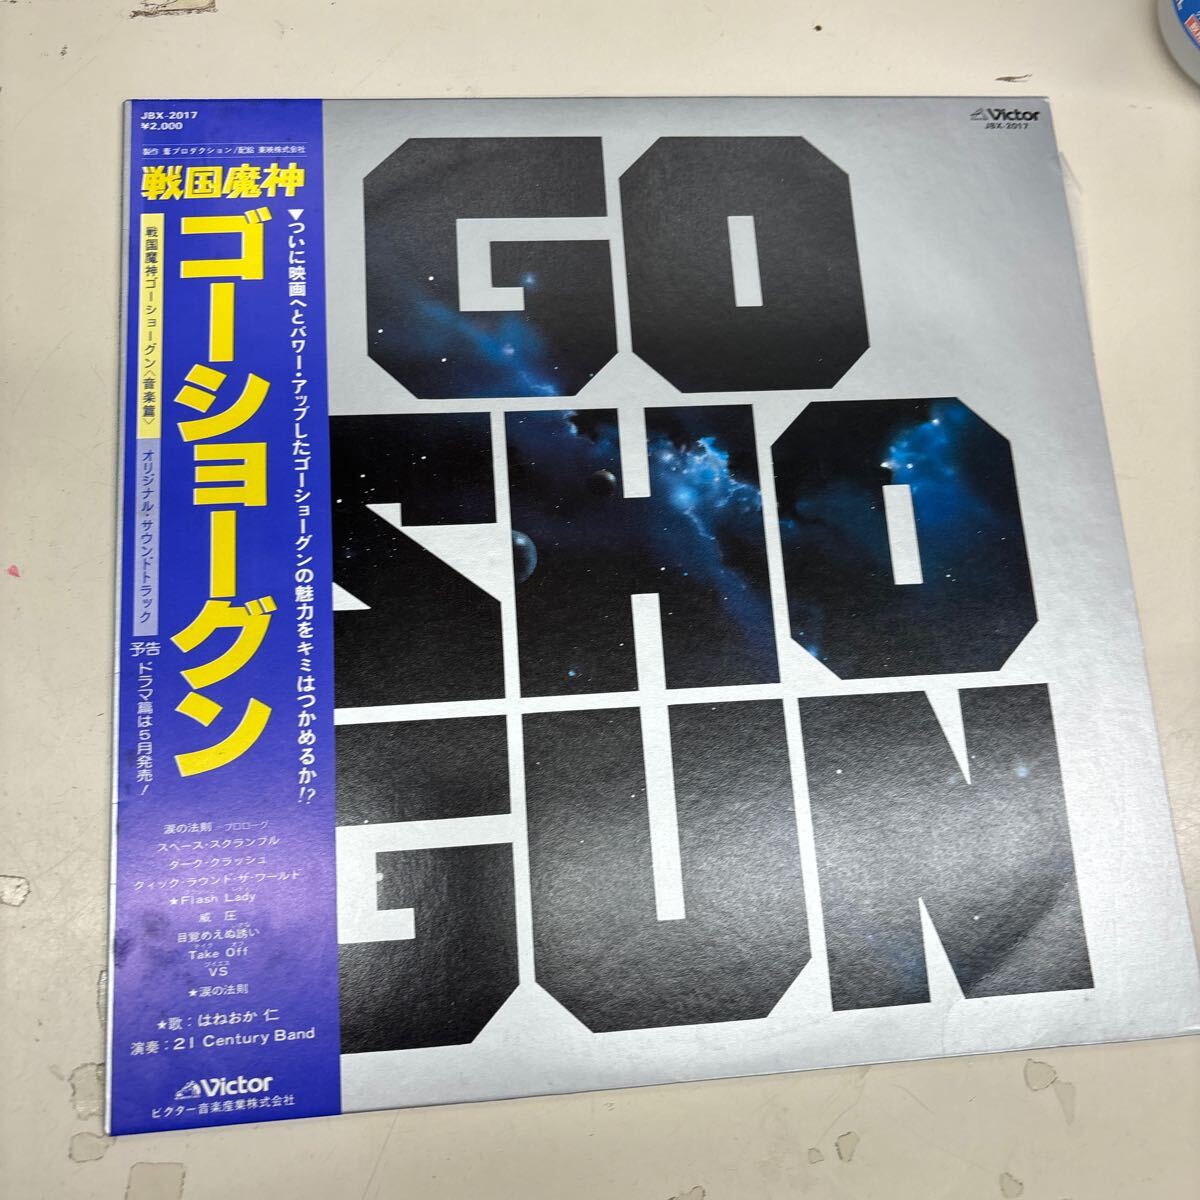 JBX-2017
¥2,000
製作 葦プロダクション/配給 東映株式会社
戦国魔神
ゴーショーグン
戦国魔神ゴーショーグン〈音楽篇〉
オリジナル・サウンドトラック
▼ついに映画へとパワー・アップしたゴーショーグンの魅力をキミはつかめるか!?
予告 ドラマ篇は5月発売!
涙の法則 -プロローグ-
スペース・スクランブル
ダーク・クラッシュ
クィック・ラウンド・ザ・ワールド
★Flash Lady
威圧
目覚めえぬ誘い
テイク オフ
Take Off
ブイエス
VS
★涙の法則
★歌:はねおか 仁
演奏:21 Century Band
Victor
ビクター音楽産業株式会社
Victor
JBX-2017
GO
SHO
GUN